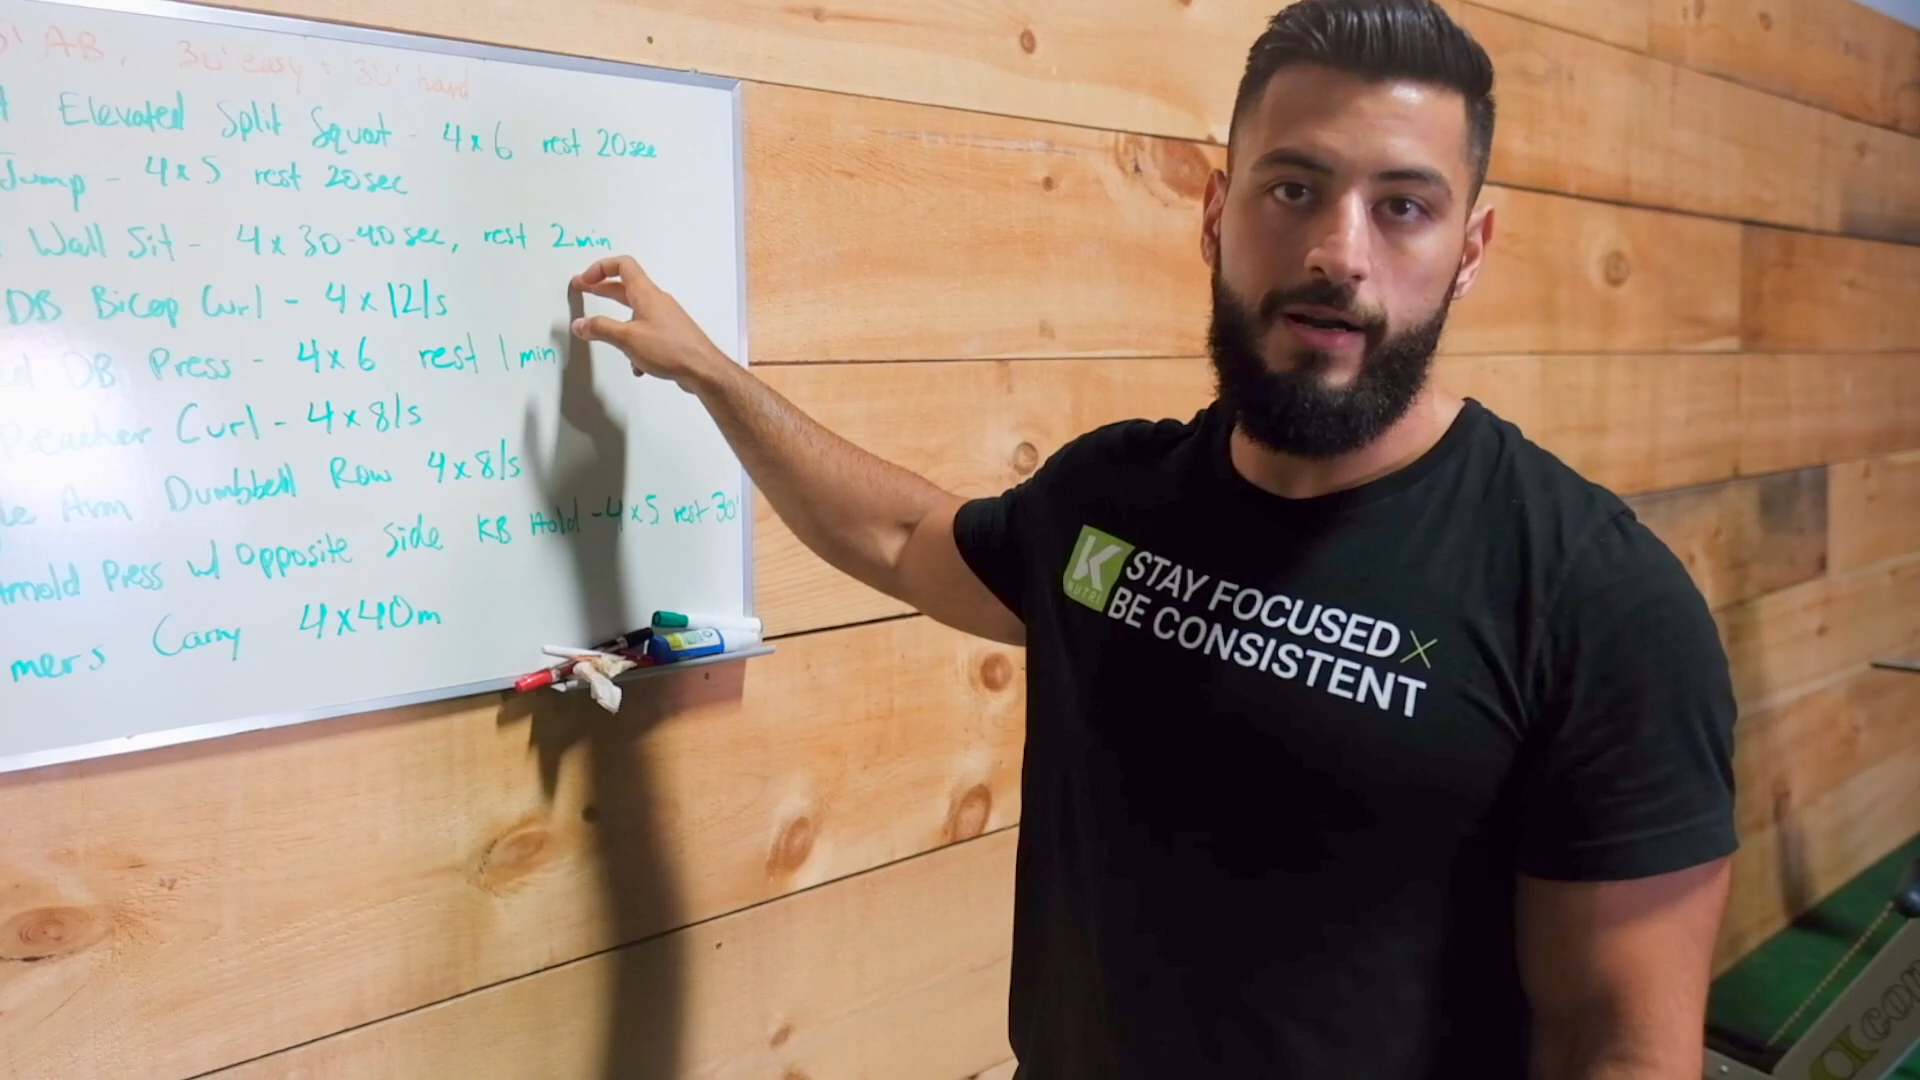 AB, 30' easy + 30' hard
Elevated Split Squat - 4x6 rest 20sec
Jump - 4x5 rest 20sec
Wall Sit - 4x30-40sec, rest 2min
DB Bicep Curl - 4x12/s
DB Press - 4x6 rest 1min
Preacher Curl - 4x8/s
Arm Dumbbell Row 4x8/s
Arnold Press w/ Opposite Side KB Hold - 4x5 rest 30'
mers Carry 4x40m
K
NUTRI
STAY FOCUSED X
BE CONSISTENT